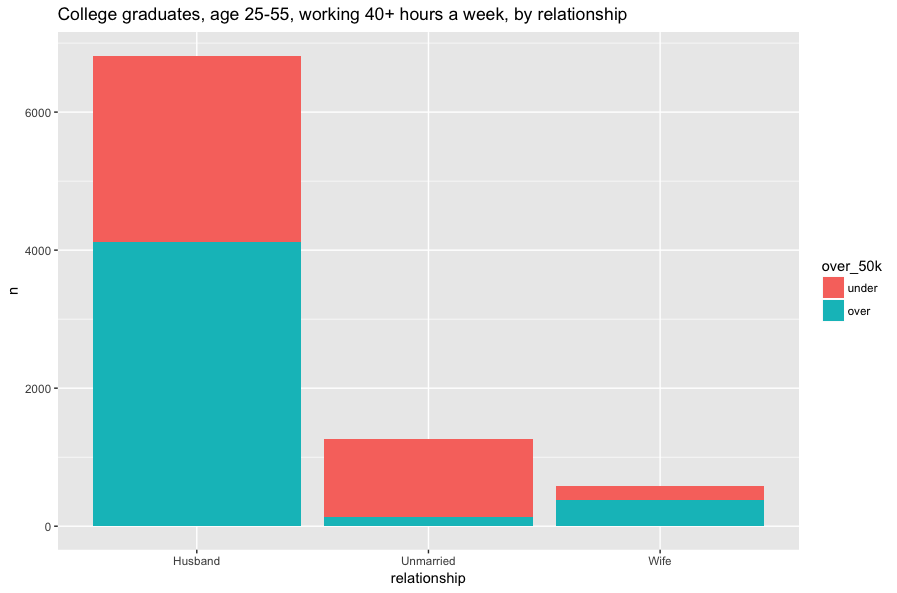 College graduates, age 25-55, working 40+ hours a week, by relationship
6000
4000
2000
0
n
Husband
Unmarried
Wife
relationship
over_50k
under
over